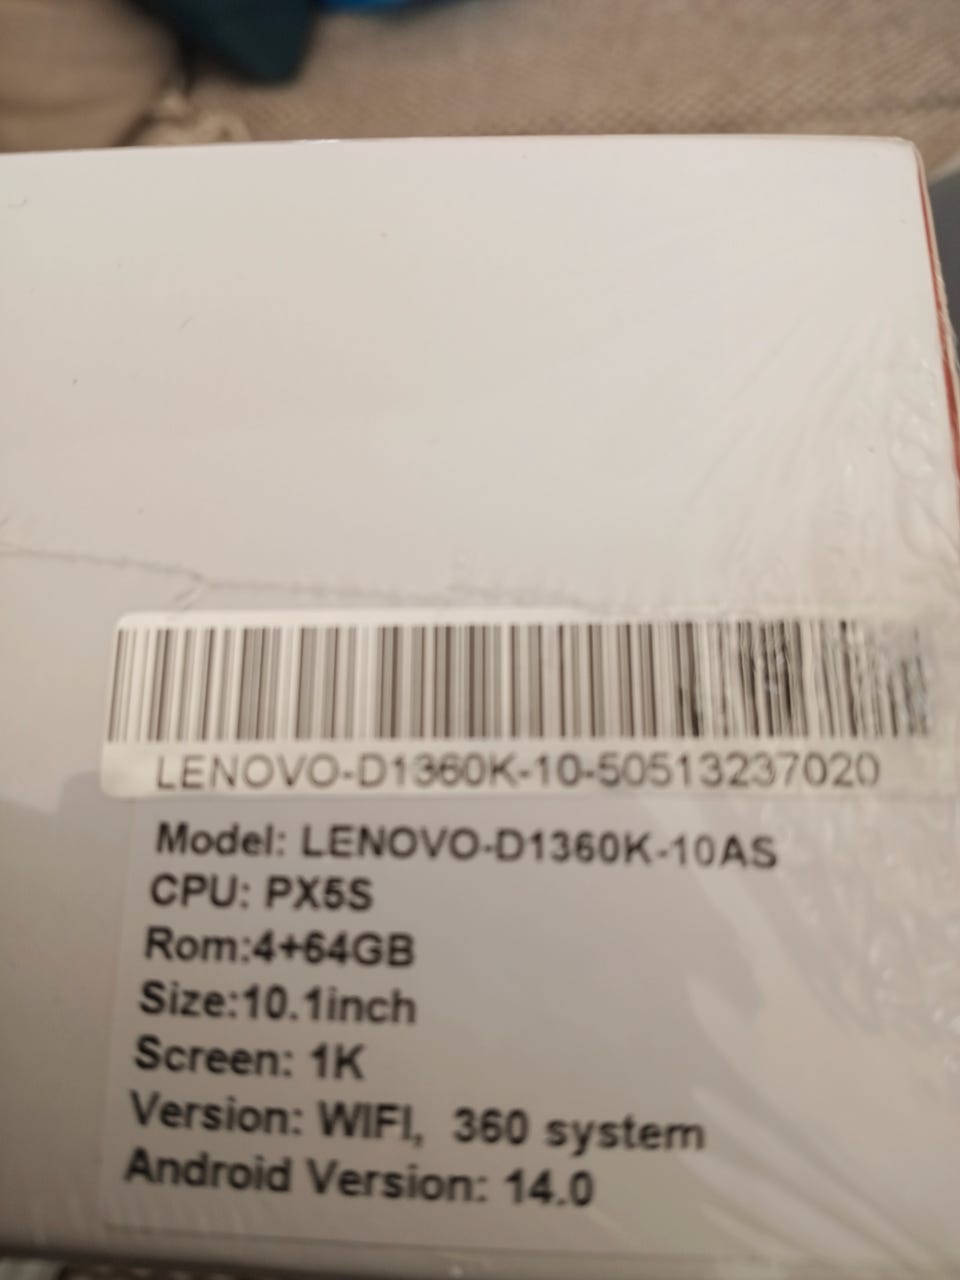 LENOVO-D1360K-10-50513237020
Model: LENOVO-D1360K-10AS
CPU: PX5S
Rom:4+64GB
Size:10.1inch
Screen: 1K
Version: WIFI, 360 system
Android Version: 14.0